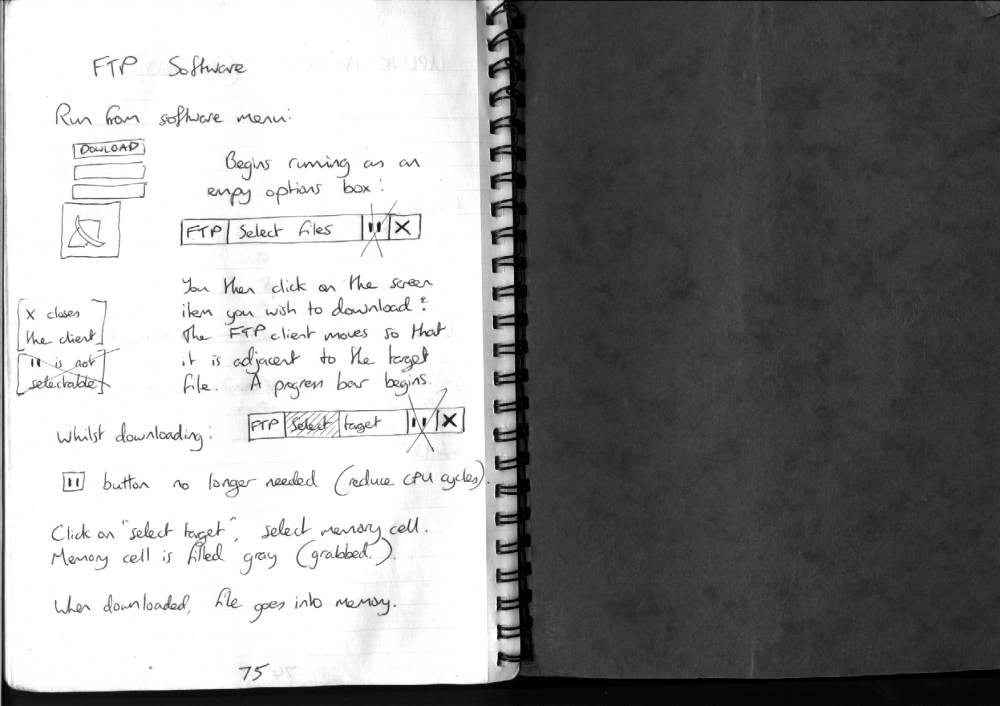 FTP Software
Run from software menu:
DOWLOAD
Begins running as an
empy options box:
FTP Select files II X
You then click on the screen
item you wish to download:
The FTP client moves so that
it is adjacent to the target
file. A progress bar begins.
X closes
the client
II is not
selectable
Whilst downloading:
FTP Select target II X
II button no longer needed (reduce CPU cycles).
Click on "select target", select memory cell.
Memory cell is filled gray (grabbed.).
When downloaded, file goes into memory.
75